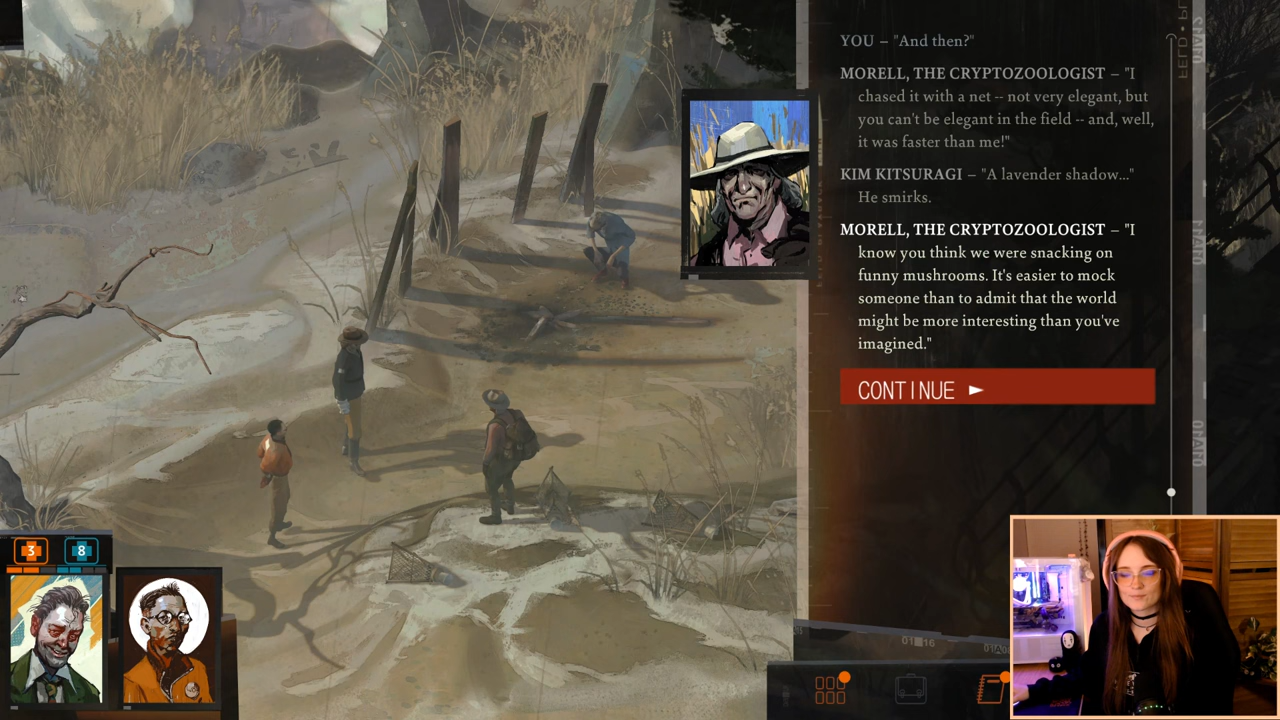 YOU – "And then?"
MORELL, THE CRYPTOZOOLOGIST – "I
chased it with a net -- not very elegant, but
you can't be elegant in the field -- and, well,
it was faster than me!"
KIM KITSURAGI – "A lavender shadow..."
He smirks.
MORELL, THE CRYPTOZOOLOGIST – "I
know you think we were snacking on
funny mushrooms. It's easier to mock
someone than to admit that the world
might be more interesting than you've
imagined."
CONTINUE ►
3
8